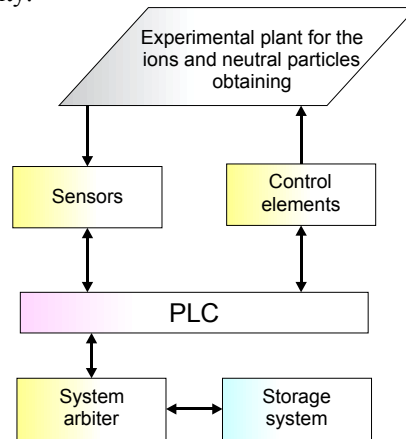 Experimental plant for the
ions and neutral particles
obtaining
Sensors
Control
elements
PLC
System
arbiter
Storage
system